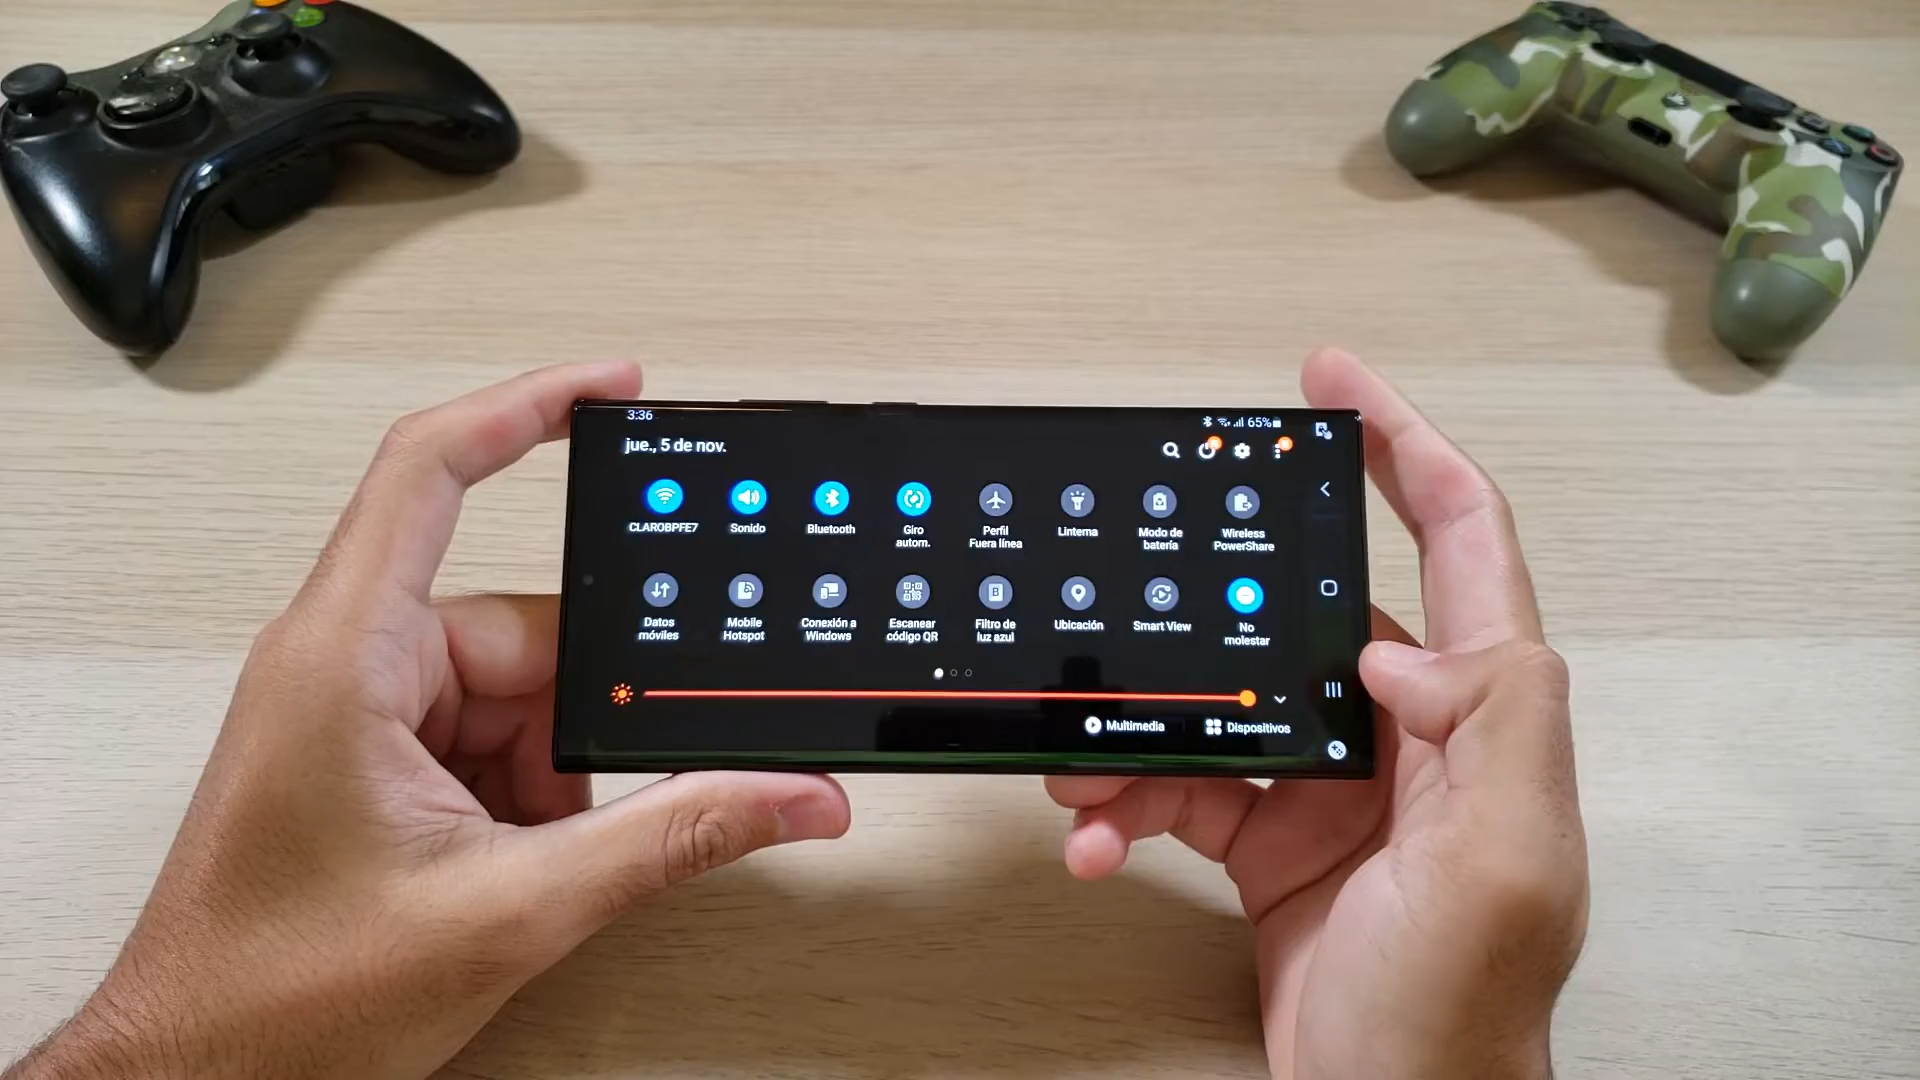 3:36
65%
jue., 5 de nov.
N
N
CLAROBPFE7
Sonido
Bluetooth
Giro
autom.
Perfil
Fuera línea
Linterna
Modo de
batería
Wireless
PowerShare
Datos
móviles
Mobile
Hotspot
Conexión a
Windows
Escanear
código QR
Filtro de
luz azul
Ubicación
Smart View
No
molestar
Multimedia
Dispositivos